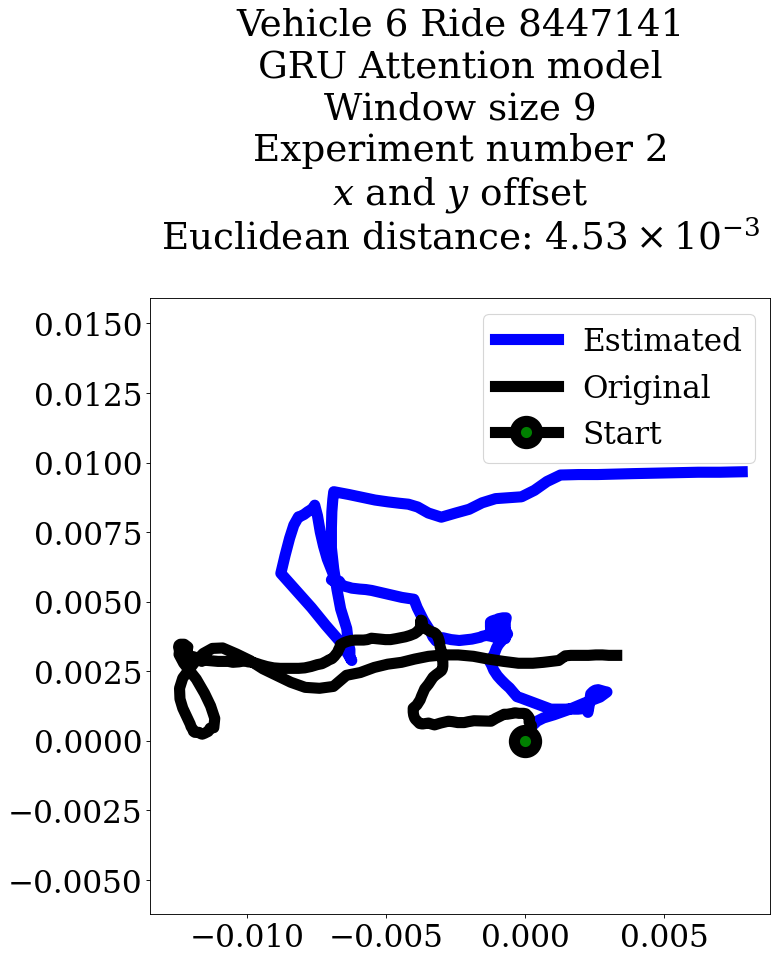 Vehicle 6 Ride 8447141
GRU Attention model
Window size 9
Experiment number 2
x and y offset
Euclidean distance: 4.53 × 10⁻³
Estimated
Original
Start
0.0150
0.0125
0.0100
0.0075
0.0050
0.0025
0.0000
−0.0025
−0.0050
−0.010 −0.005 0.000 0.005